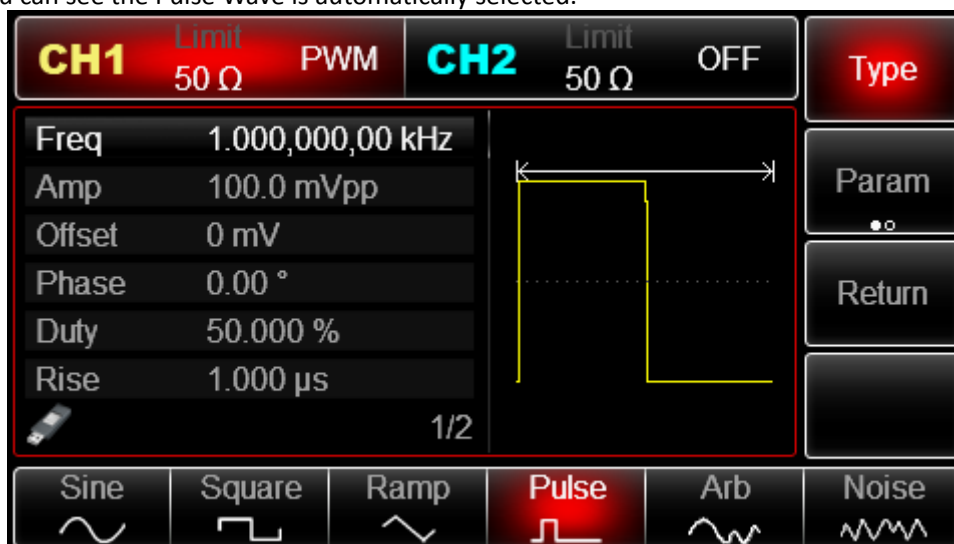 u can see the Pulse Wave is automatically selected.
CH1 Limit 50 Ω PWM CH2 Limit 50 Ω OFF Type
Freq 1.000,000,00 kHz
Amp 100.0 mVpp
Offset 0 mV
Phase 0.00 °
Duty 50.000 %
Rise 1.000 µs
1/2
Param
Return
Sine Square Ramp Pulse Arb Noise